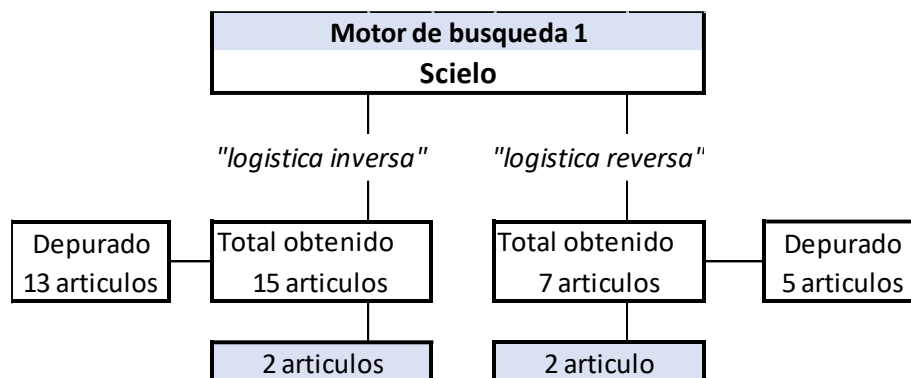 Motor de busqueda 1
Scielo
"logistica inversa"
"logistica reversa"
Depurado
13 articulos
Total obtenido
15 articulos
Total obtenido
7 articulos
Depurado
5 articulos
2 articulos
2 articulo